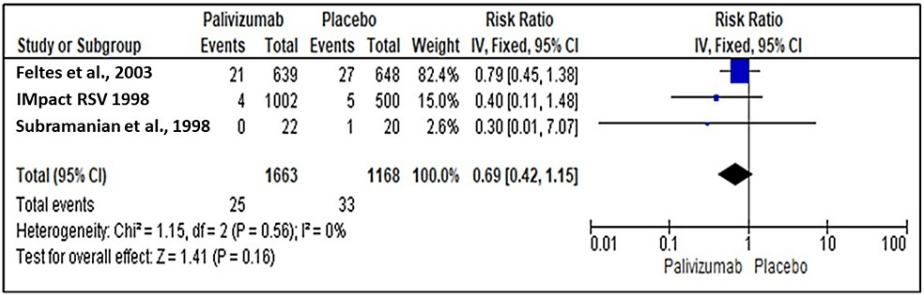 Palivizumab Placebo Risk Ratio Risk Ratio
Study or Subgroup Events Total Events Total Weight IV, Fixed, 95% CI IV, Fixed, 95% CI
Feltes et al., 2003 21 639 27 648 82.4% 0.79 [0.45, 1.38]
IMpact RSV 1998 4 1002 5 500 15.0% 0.40 [0.11, 1.48]
Subramanian et al., 1998 0 22 1 20 2.6% 0.30 [0.01, 7.07]
Total (95% CI) 1663 1168 100.0% 0.69 [0.42, 1.15]
Total events 25 33
Heterogeneity: Chi² = 1.15, df = 2 (P = 0.56); I² = 0%
Test for overall effect: Z = 1.41 (P = 0.16)
0.01 0.1 1 10 100
Palivizumab Placebo